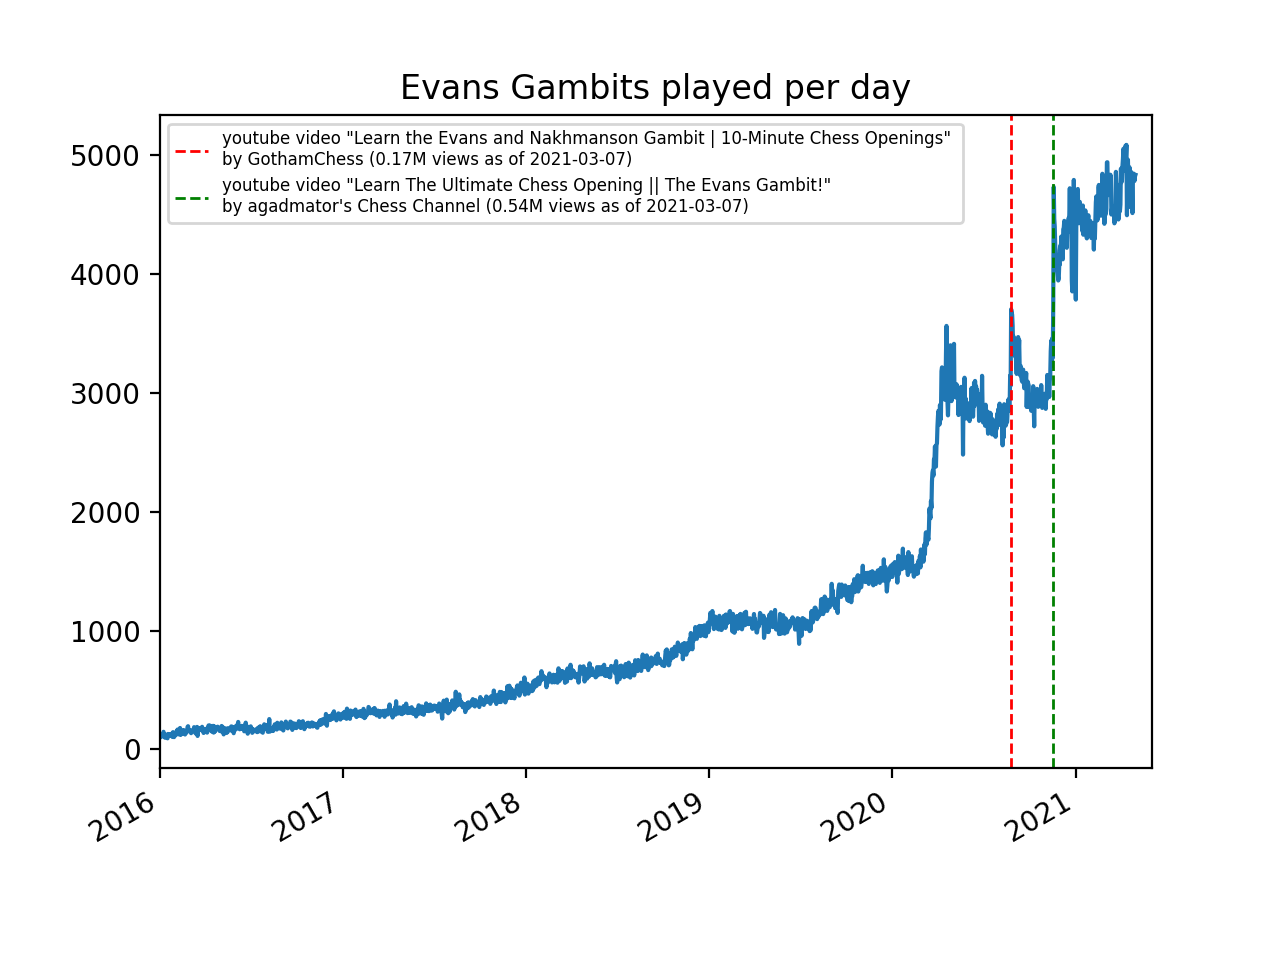 Evans Gambits played per day
youtube video "Learn the Evans and Nakhmanson Gambit | 10-Minute Chess Openings"
by GothamChess (0.17M views as of 2021-03-07)
youtube video "Learn The Ultimate Chess Opening || The Evans Gambit!"
by agadmator's Chess Channel (0.54M views as of 2021-03-07)
5000
4000
3000
2000
1000
0
2016 2017 2018 2019 2020 2021